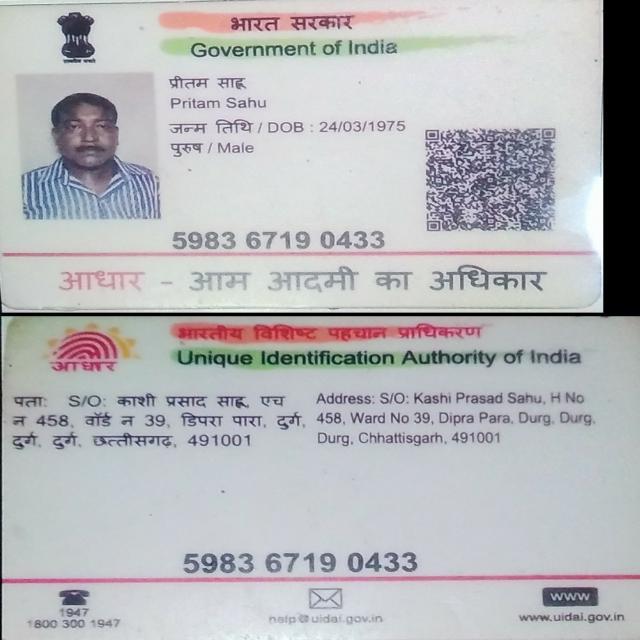 भारत सरकार
Government of India
प्रीतम साहू
Pritam Sahu
जन्म तिथि / DOB : 24/03/1975
पुरुष / Male
5983 6719 0433
आधार - आम आदमी का अधिकार
भारतीय विशिष्ट पहचान प्राधिकरण
Unique Identification Authority of India
आधार
पता: S/O: काशी प्रसाद साहू, एच
न 458, वॉर्ड न 39, डिपरा पारा, दुर्ग,
दुर्ग, दुर्ग, छत्तीसगढ़, 491001
Address: S/O: Kashi Prasad Sahu, H No
458, Ward No 39, Dipra Para, Durg, Durg,
Durg, Chhattisgarh, 491001
5983 6719 0433
1947
1800 300 1947
help@uidai.gov.in
www
www.uidai.gov.in